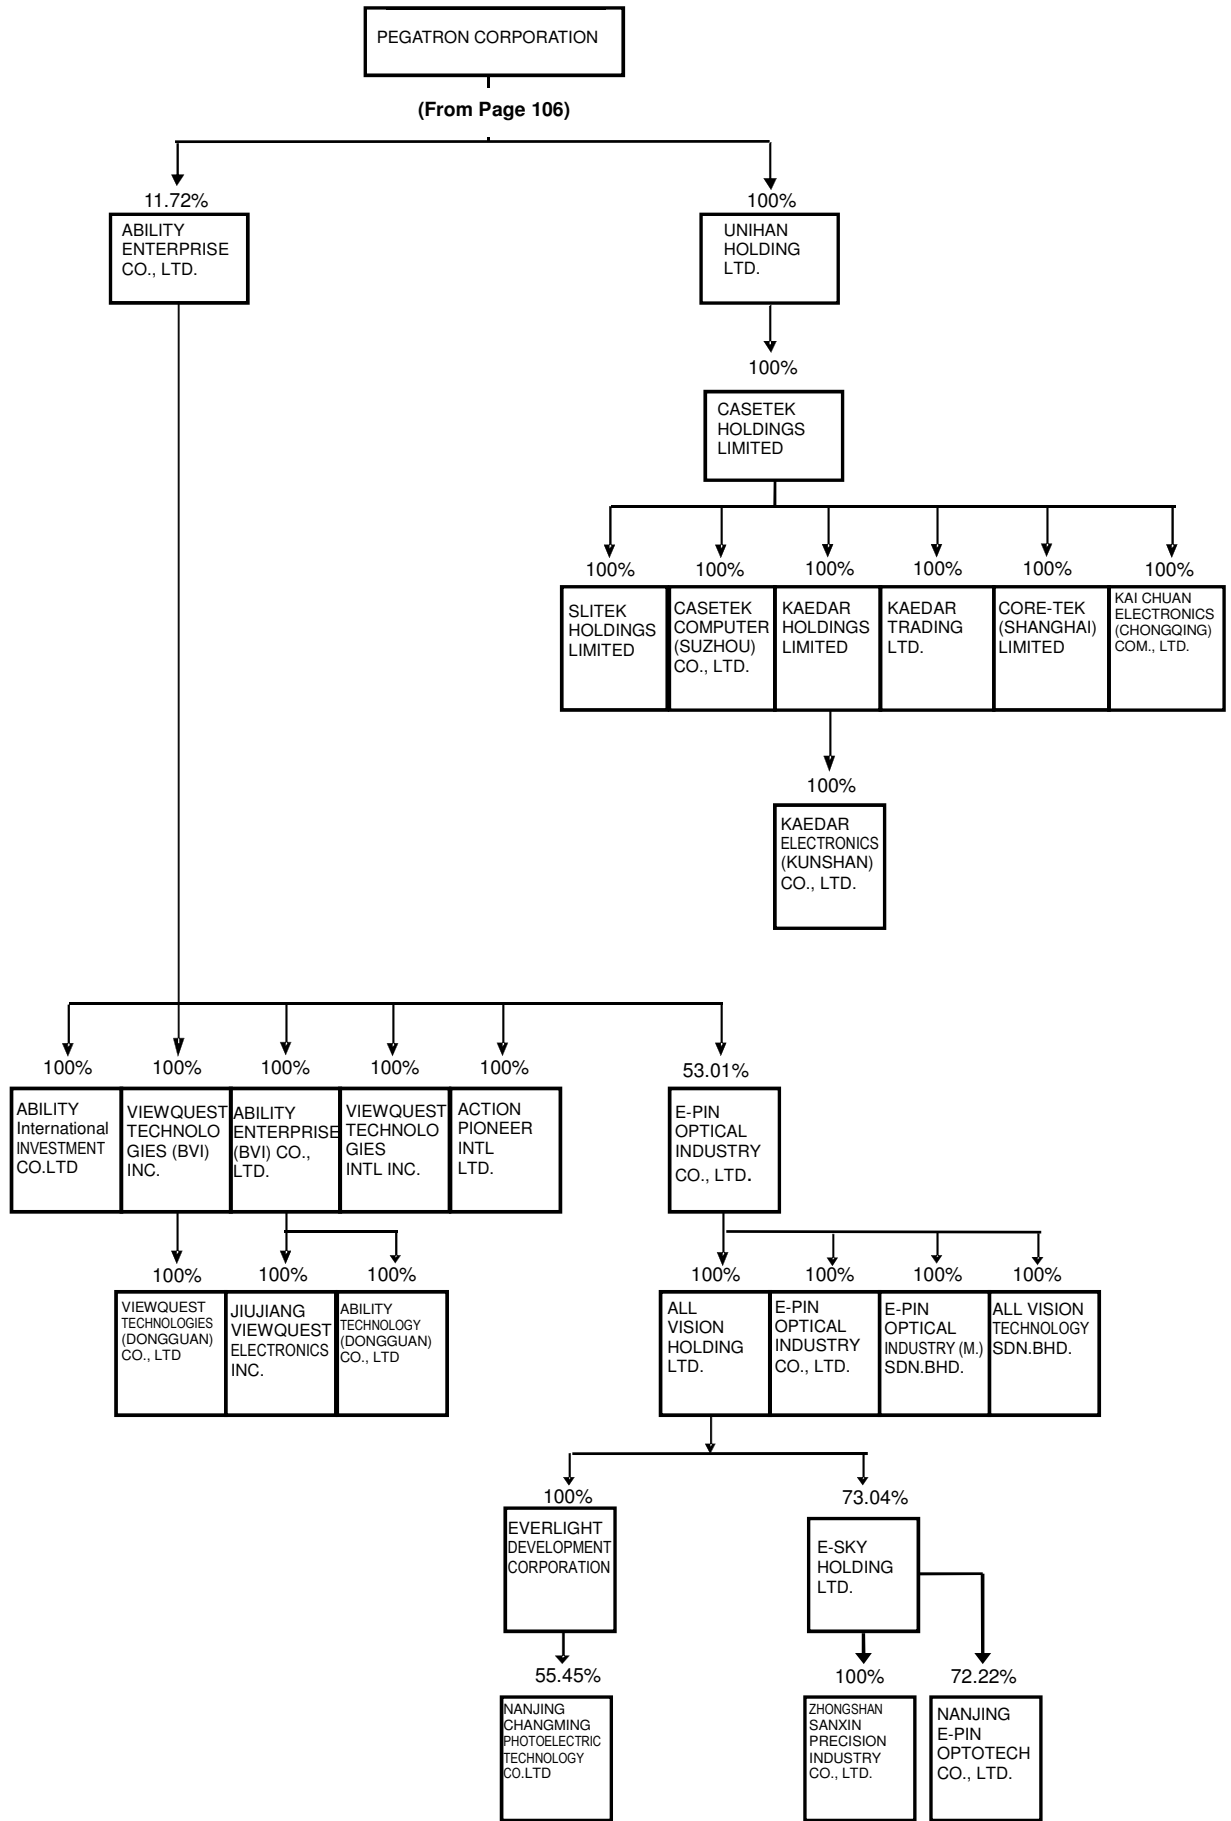 PEGATRON CORPORATION
(From Page 106)
11.72%
ABILITY
ENTERPRISE
CO., LTD.
100%
UNIHAN
HOLDING
LTD.
100%
CASETEK
HOLDINGS
LIMITED
100%
SLITEK
HOLDINGS
LIMITED
100%
CASETEK
COMPUTER
(SUZHOU)
CO., LTD.
100%
KAEDAR
HOLDINGS
LIMITED
100%
KAEDAR
TRADING
LTD.
100%
CORE-TEK
(SHANGHAI)
LIMITED
100%
KAI CHUAN
ELECTRONICS
(CHONGQING)
COM., LTD.
100%
KAEDAR
ELECTRONICS
(KUNSHAN)
CO., LTD.
100%
ABILITY
International
INVESTMENT
CO.LTD
100%
VIEWQUEST
TECHNOLO
GIES (BVI)
INC.
100%
ABILITY
ENTERPRISE
(BVI) CO.,
LTD.
100%
VIEWQUEST
TECHNOLO
GIES
INTL INC.
100%
ACTION
PIONEER
INTL
LTD.
53.01%
E-PIN
OPTICAL
INDUSTRY
CO., LTD.
100%
VIEWQUEST
TECHNOLOGIES
(DONGGUAN)
CO., LTD
100%
JIUJIANG
VIEWQUEST
ELECTRONICS
INC.
100%
ABILITY
TECHNOLOGY
(DONGGUAN)
CO., LTD
100%
ALL
VISION
HOLDING
LTD.
100%
E-PIN
OPTICAL
INDUSTRY
CO., LTD.
100%
E-PIN
OPTICAL
INDUSTRY (M.)
SDN.BHD.
100%
ALL VISION
TECHNOLOGY
SDN.BHD.
100%
EVERLIGHT
DEVELOPMENT
CORPORATION
73.04%
E-SKY
HOLDING
LTD.
55.45%
NANJING
CHANGMING
PHOTOELECTRIC
TECHNOLOGY
CO.LTD
100%
ZHONGSHAN
SANXIN
PRECISION
INDUSTRY
CO., LTD.
72.22%
NANJING
E-PIN
OPTOTECH
CO., LTD.